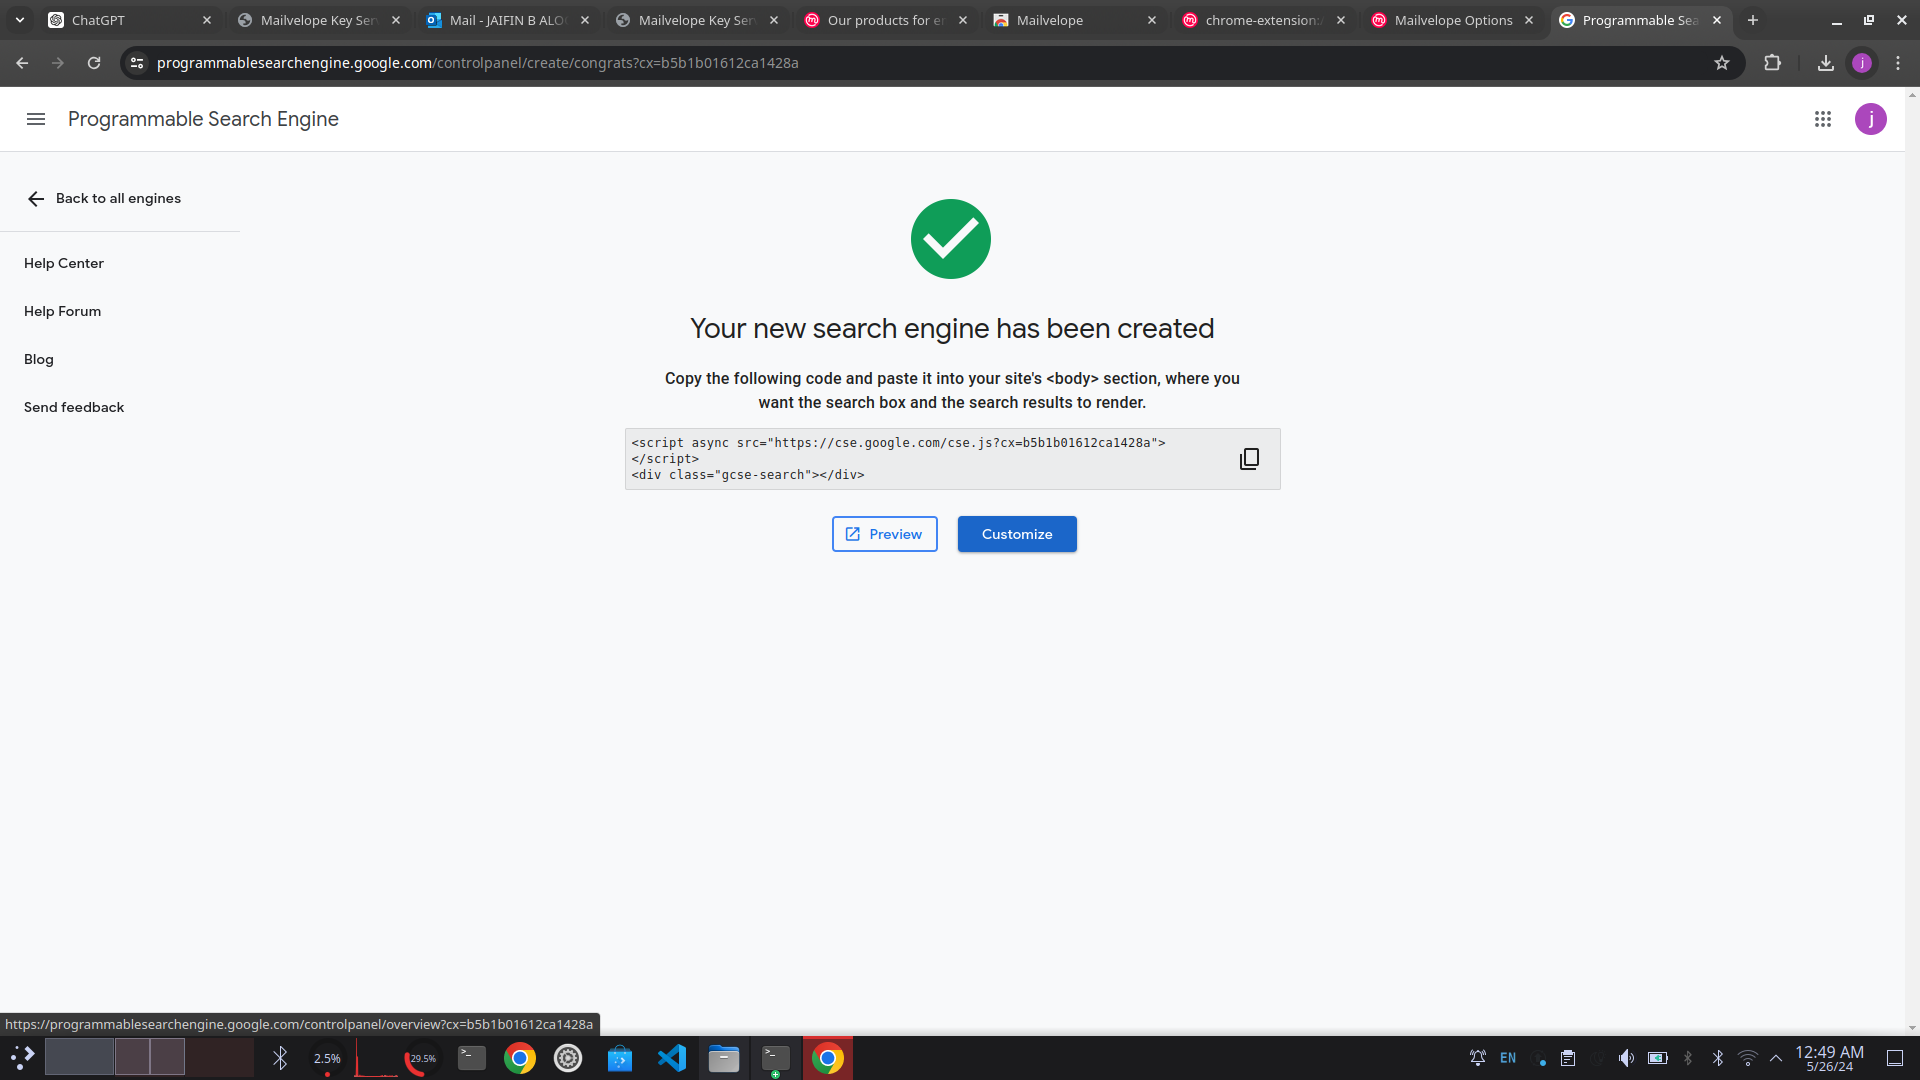 ChatGPT
Mailvelope Key Ser
Mail - JAIFIN B ALO
Mailvelope Key Ser
Our products for e
Mailvelope
chrome-extension:/
Mailvelope Options
Programmable Sea
programmablesearchengine.google.com/controlpanel/create/congrats?cx=b5b1b01612ca1428a
j
Programmable Search Engine
j
Back to all engines
Help Center
Help Forum
Blog
Send feedback
Your new search engine has been created
Copy the following code and paste it into your site's <body> section, where you
want the search box and the search results to render.
<script async src="https://cse.google.com/cse.js?cx=b5b1b01612ca1428a">
</script>
<div class="gcse-search"></div>
Preview
Customize
https://programmablesearchengine.google.com/controlpanel/overview?cx=b5b1b01612ca1428a
2.5%
29.5%
EN
12:49 AM
5/26/24